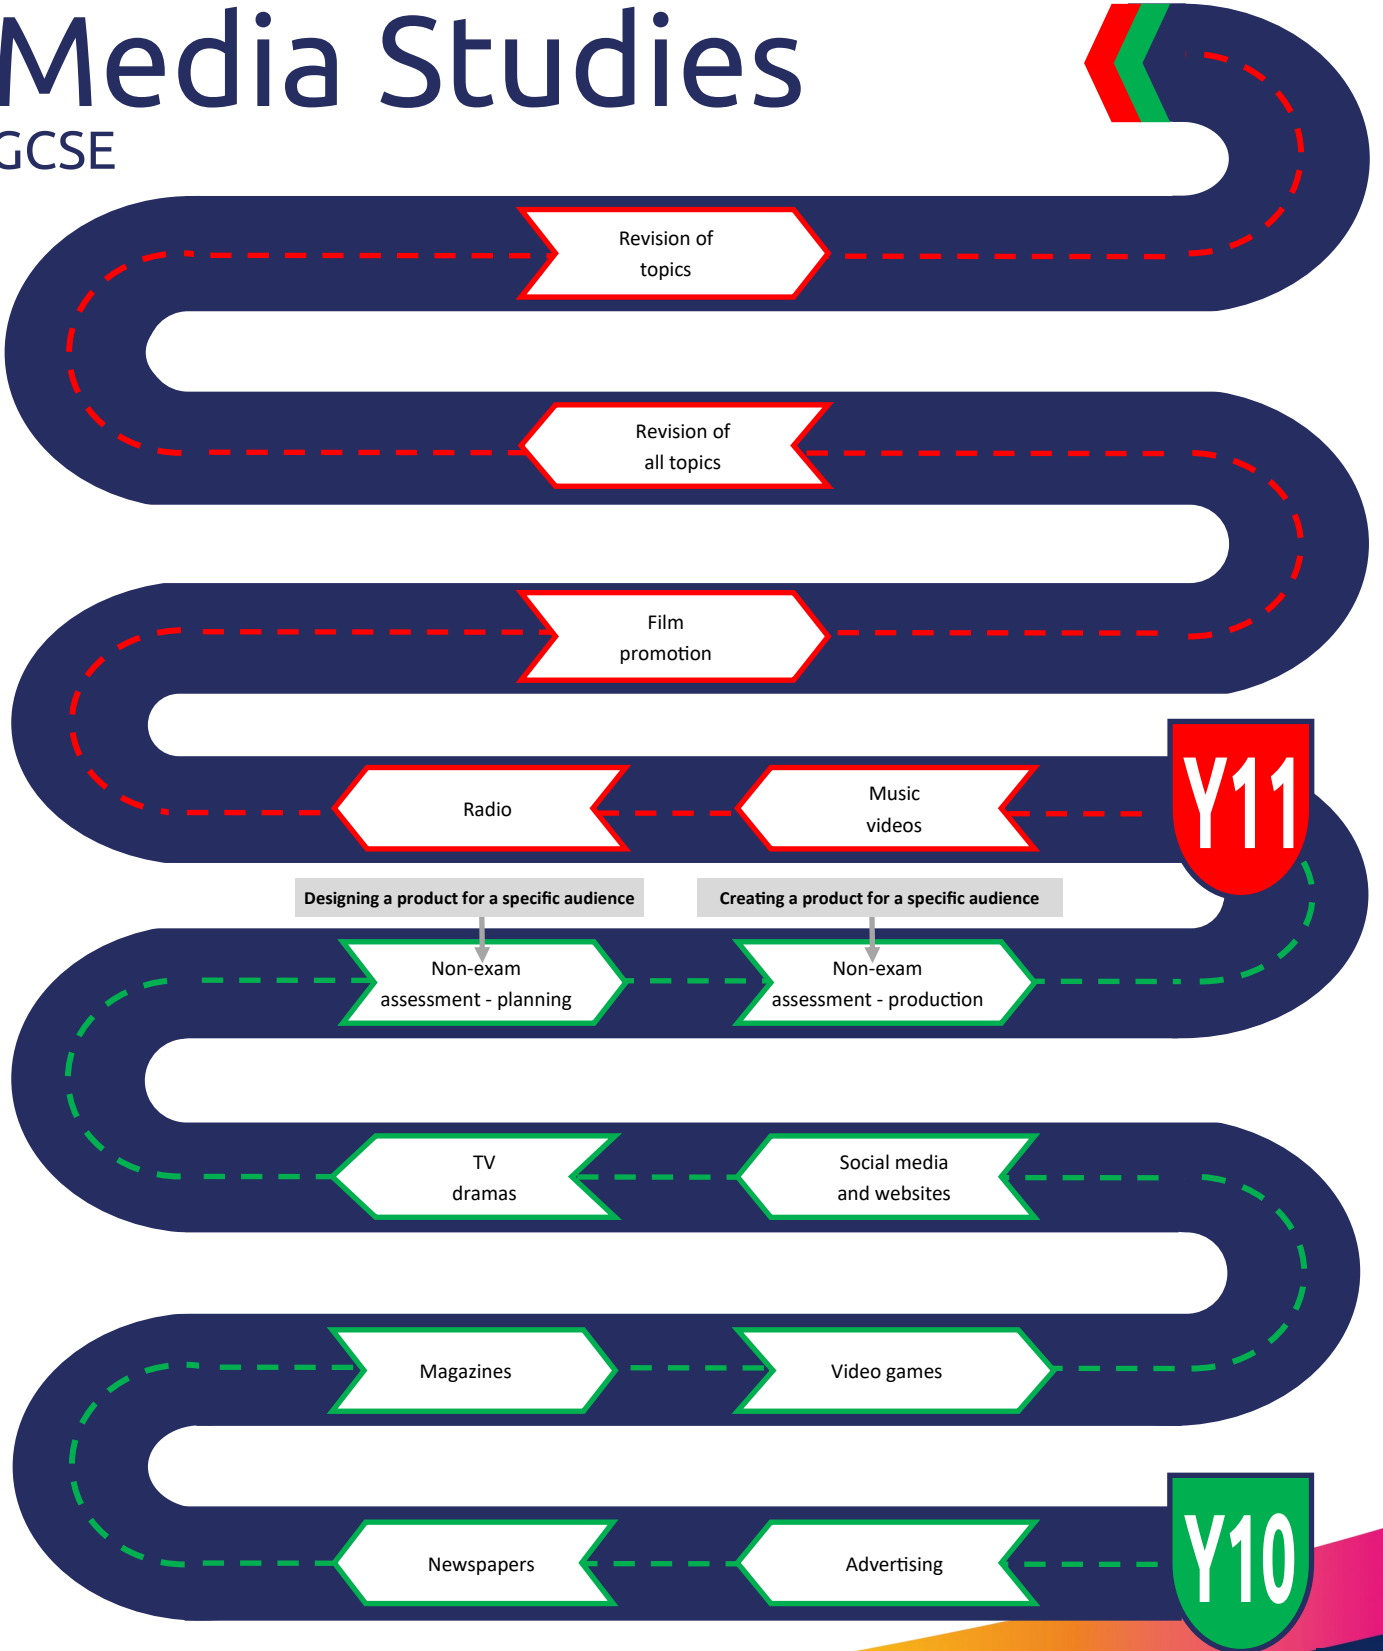 Media Studies
GCSE
Revision of
topics
Revision of
all topics
Film
promotion
Y11
Radio
Music
videos
Designing a product for a specific audience
Creating a product for a specific audience
Non-exam
assessment - planning
Non-exam
assessment - production
TV
dramas
Social media
and websites
Magazines
Video games
Newspapers
Advertising
Y10